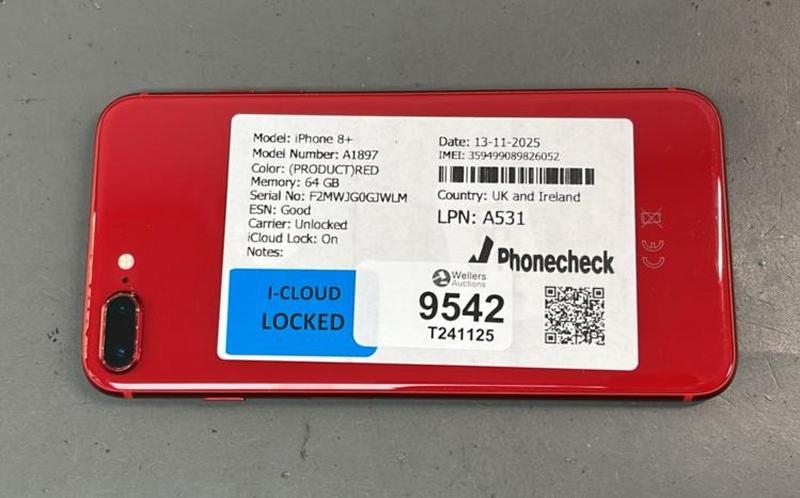 Model: iPhone 8+
Model Number: A1897
Color: (PRODUCT)RED
Memory: 64 GB
Serial No: F2MWJG0GJWLM
ESN: Good
Carrier: Unlocked
iCloud Lock: On
Notes:
Date: 13-11-2025
IMEI: 359499089826052
Country: UK and Ireland
LPN: A531
Phonecheck
I-CLOUD
LOCKED
Wellers
Auctions
9542
T241125
CE